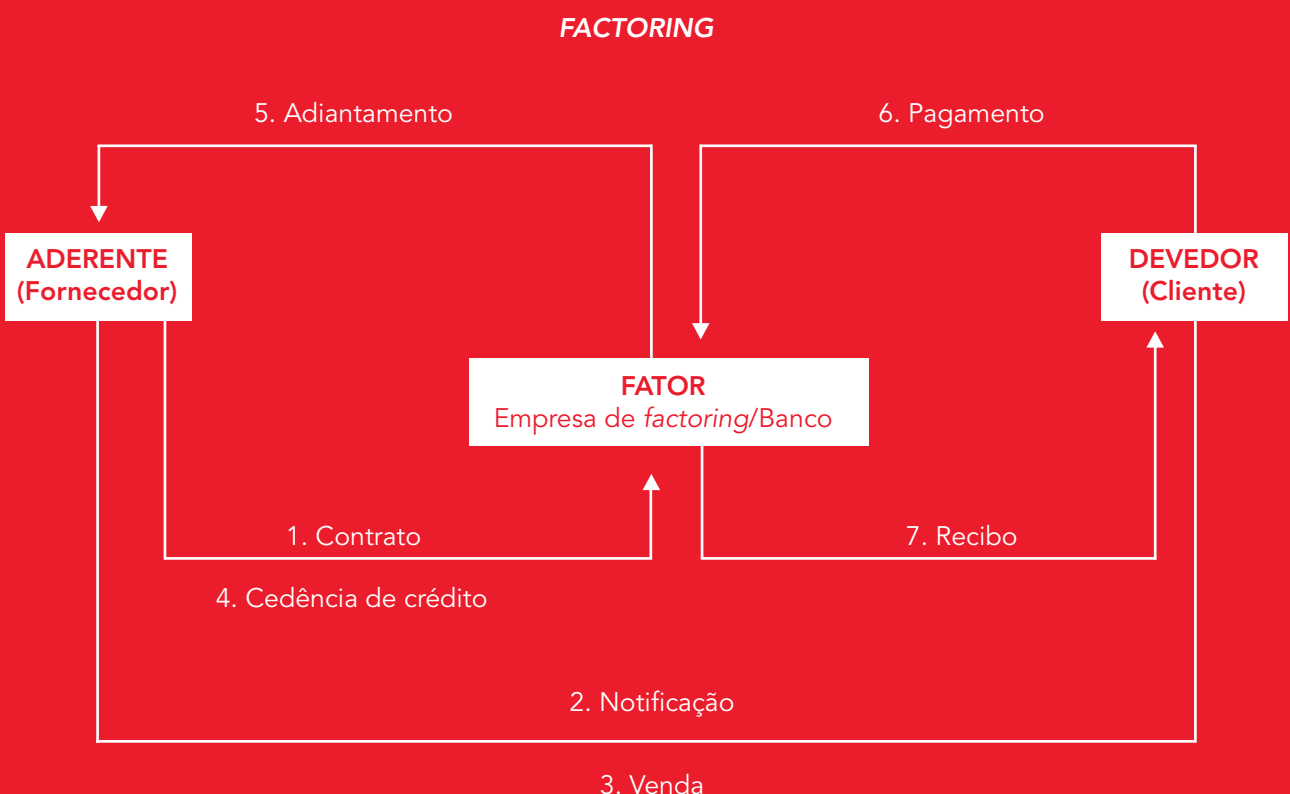 FACTORING
5. Adiantamento
6. Pagamento
ADERENTE
(Fornecedor)
DEVEDOR
(Cliente)
FATOR
Empresa de factoring/Banco
1. Contrato
7. Recibo
4. Cedência de crédito
2. Notificação
3. Venda